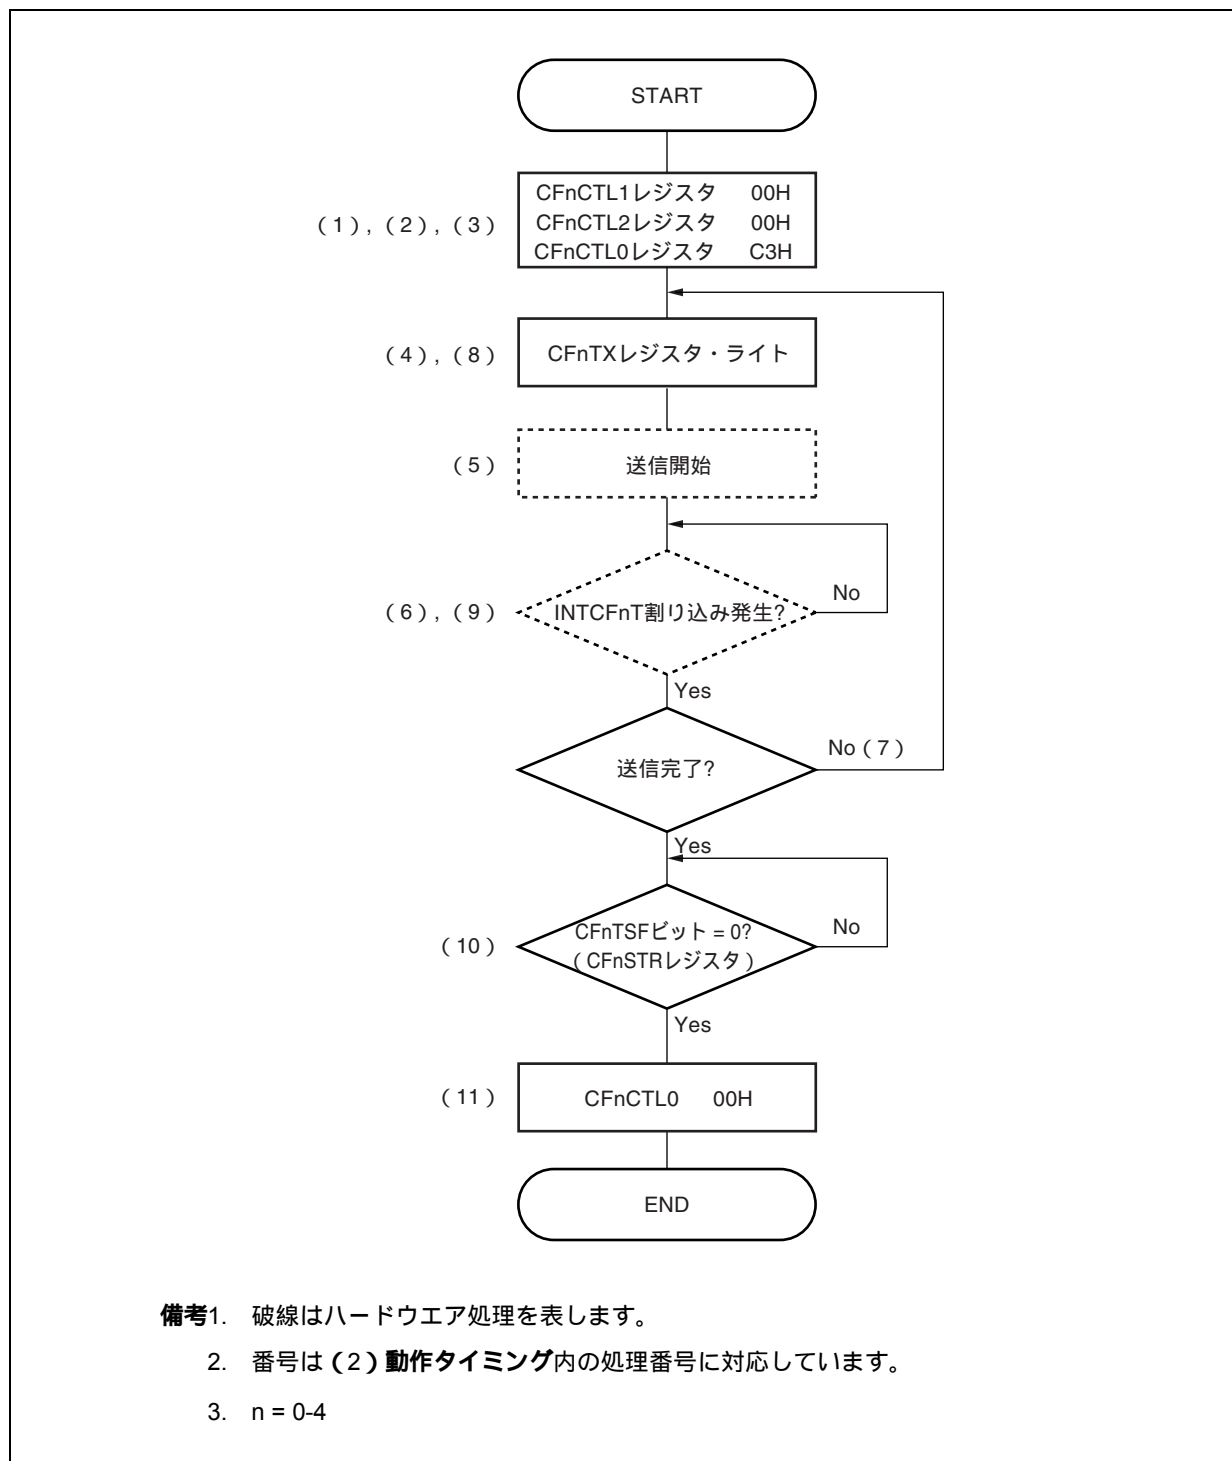 START
(1), (2), (3)
CFnCTL1レジスタ 00H
CFnCTL2レジスタ 00H
CFnCTL0レジスタ C3H
(4), (8)
CFnTXレジスタ・ライト
(5)
送信開始
(6), (9)
INTCFnT割り込み発生?
No
Yes
送信完了?
No(7)
Yes
(10)
CFnTSFビット = 0?
(CFnSTRレジスタ)
No
Yes
(11)
CFnCTL0 00H
END
備考1. 破線はハードウエア処理を表します。
2. 番号は(2)動作タイミング内の処理番号に対応しています。
3. n = 0-4